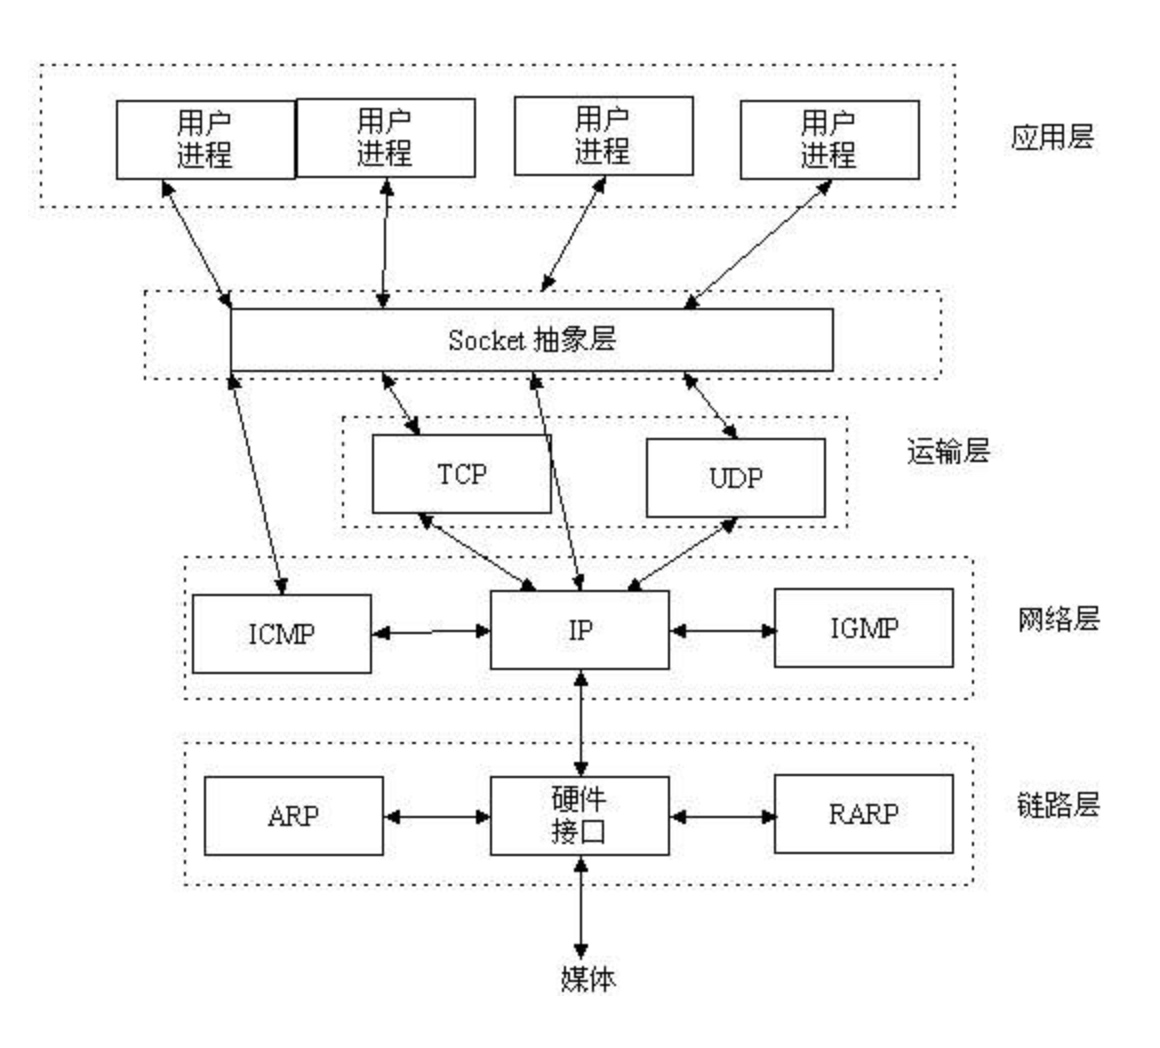 用户
进程
用户
进程
用户
进程
用户
进程
应用层
Socket 抽象层
TCP
UDP
运输层
ICMP
IP
IGMP
网络层
ARP
硬件
接口
RARP
链路层
媒体